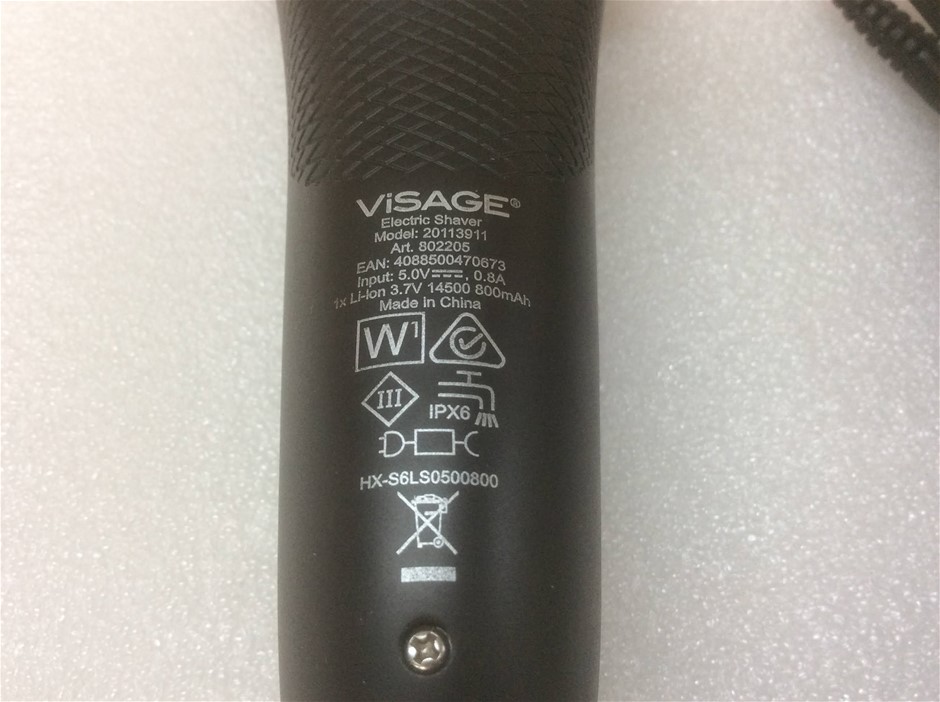 ViSAGE®
Electric Shaver
Model: 20113911
Art. 802205
EAN: 4088500470673
Input: 5.0V⎓, 0.8A
1x Li-Ion 3.7V 14500 800mAh
Made in China
W1
III
IPX6
HX-S6LS0500800